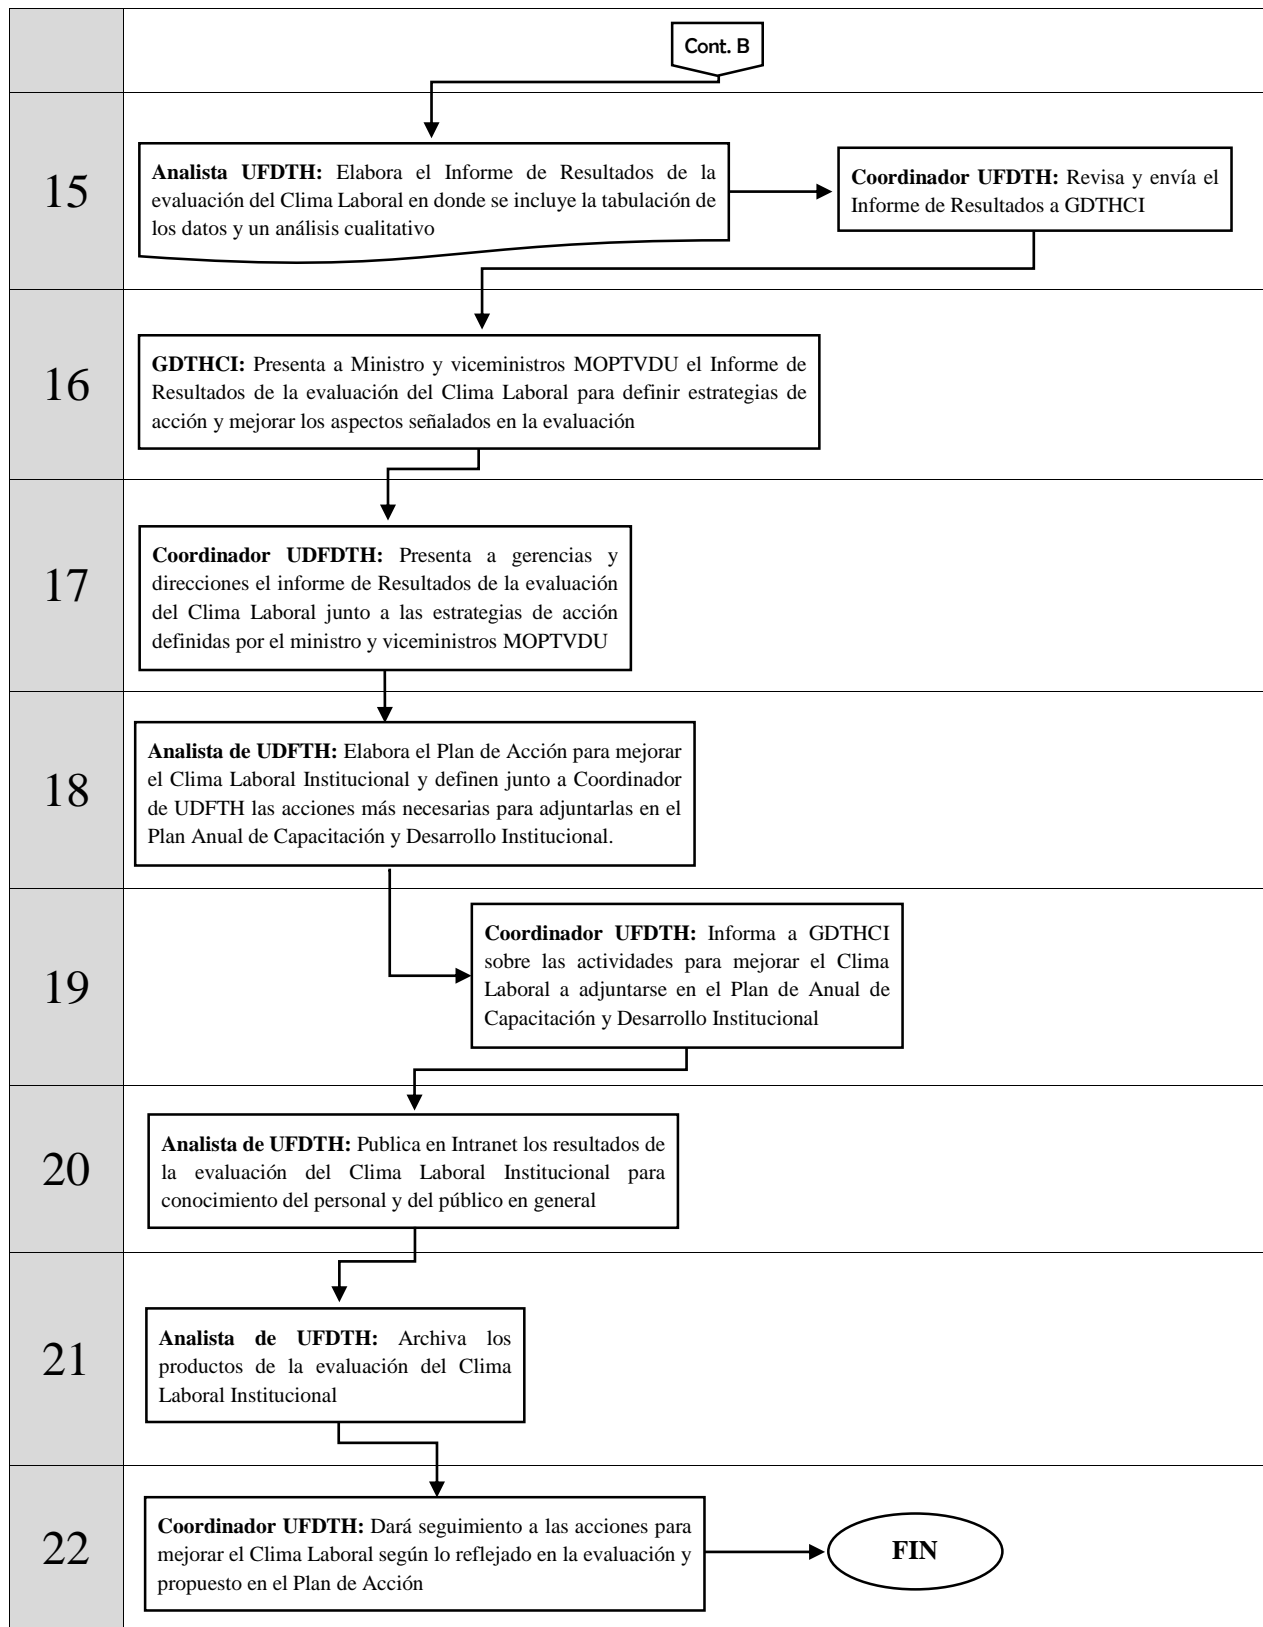 Cont. B
15
Analista UFDTH: Elabora el Informe de Resultados de la
evaluación del Clima Laboral en donde se incluye la tabulación de
los datos y un análisis cualitativo
Coordinador UFDTH: Revisa y envía el
Informe de Resultados a GDTHCI
16
GDTHCI: Presenta a Ministro y viceministros MOPTVDU el Informe de
Resultados de la evaluación del Clima Laboral para definir estrategias de
acción y mejorar los aspectos señalados en la evaluación
17
Coordinador UDFDTH: Presenta a gerencias y
direcciones el informe de Resultados de la evaluación
del Clima Laboral junto a las estrategias de acción
definidas por el ministro y viceministros MOPTVDU
18
Analista de UDFTH: Elabora el Plan de Acción para mejorar
el Clima Laboral Institucional y definen junto a Coordinador
de UDFTH las acciones más necesarias para adjuntarlas en el
Plan Anual de Capacitación y Desarrollo Institucional.
19
Coordinador UFDTH: Informa a GDTHCI
sobre las actividades para mejorar el Clima
Laboral a adjuntarse en el Plan de Anual de
Capacitación y Desarrollo Institucional
20
Analista de UFDTH: Publica en Intranet los resultados de
la evaluación del Clima Laboral Institucional para
conocimiento del personal y del público en general
21
Analista de UFDTH: Archiva los
productos de la evaluación del Clima
Laboral Institucional
22
Coordinador UFDTH: Dará seguimiento a las acciones para
mejorar el Clima Laboral según lo reflejado en la evaluación y
propuesto en el Plan de Acción
FIN